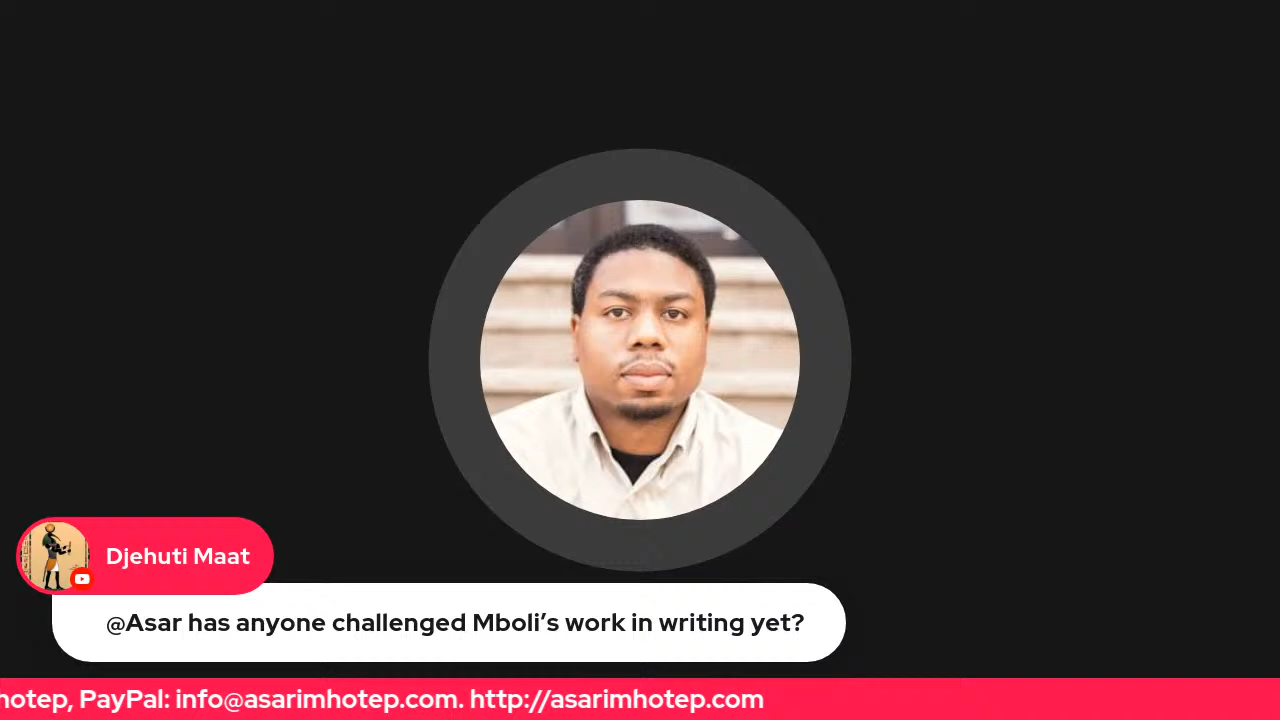 Djehuti Maat
@Asar has anyone challenged Mboli’s work in writing yet?
hotep, PayPal: info@asarimhotep.com. http://asarimhotep.com